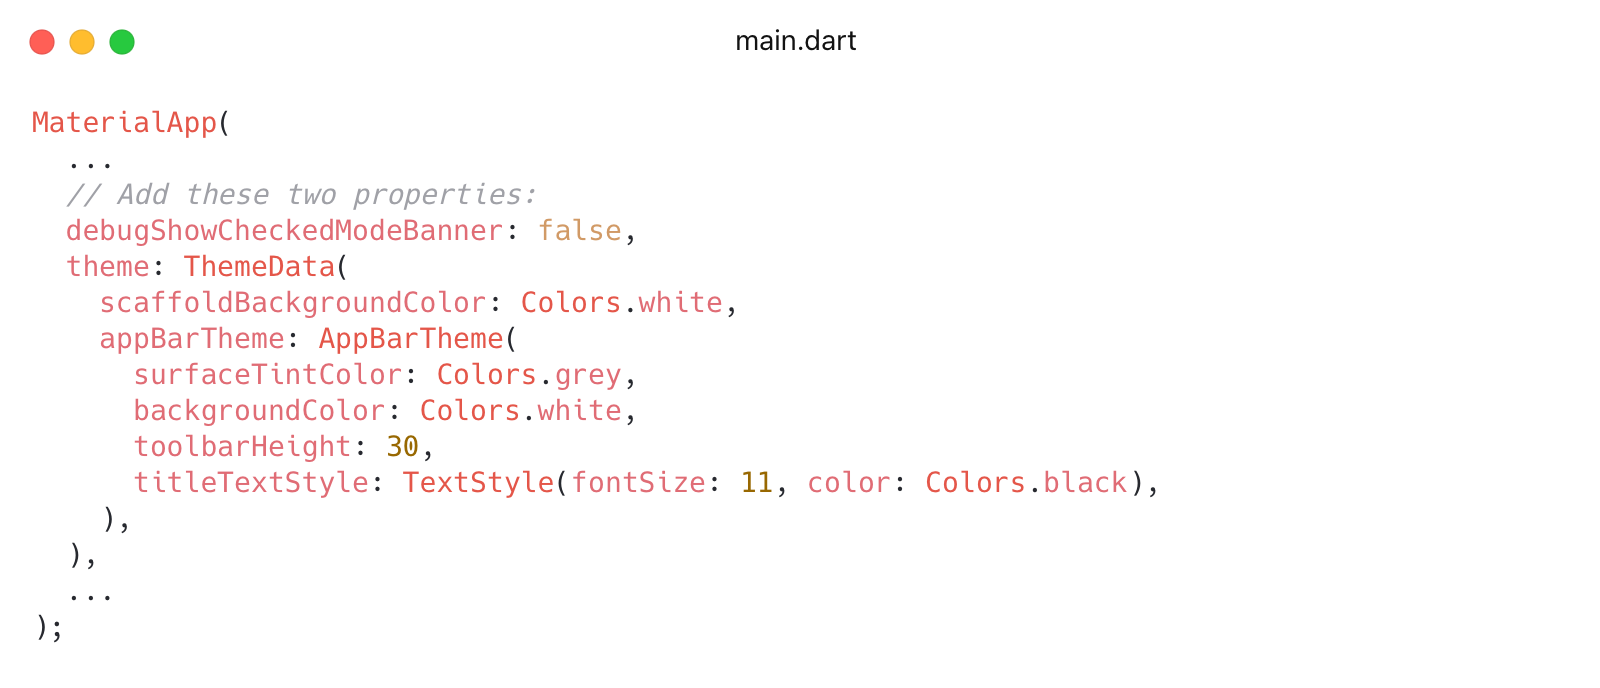 main.dart
MaterialApp(
  ...
  // Add these two properties:
  debugShowCheckedModeBanner: false,
  theme: ThemeData(
    scaffoldBackgroundColor: Colors.white,
    appBarTheme: AppBarTheme(
      surfaceTintColor: Colors.grey,
      backgroundColor: Colors.white,
      toolbarHeight: 30,
      titleTextStyle: TextStyle(fontSize: 11, color: Colors.black),
    ),
  ),
  ...
);